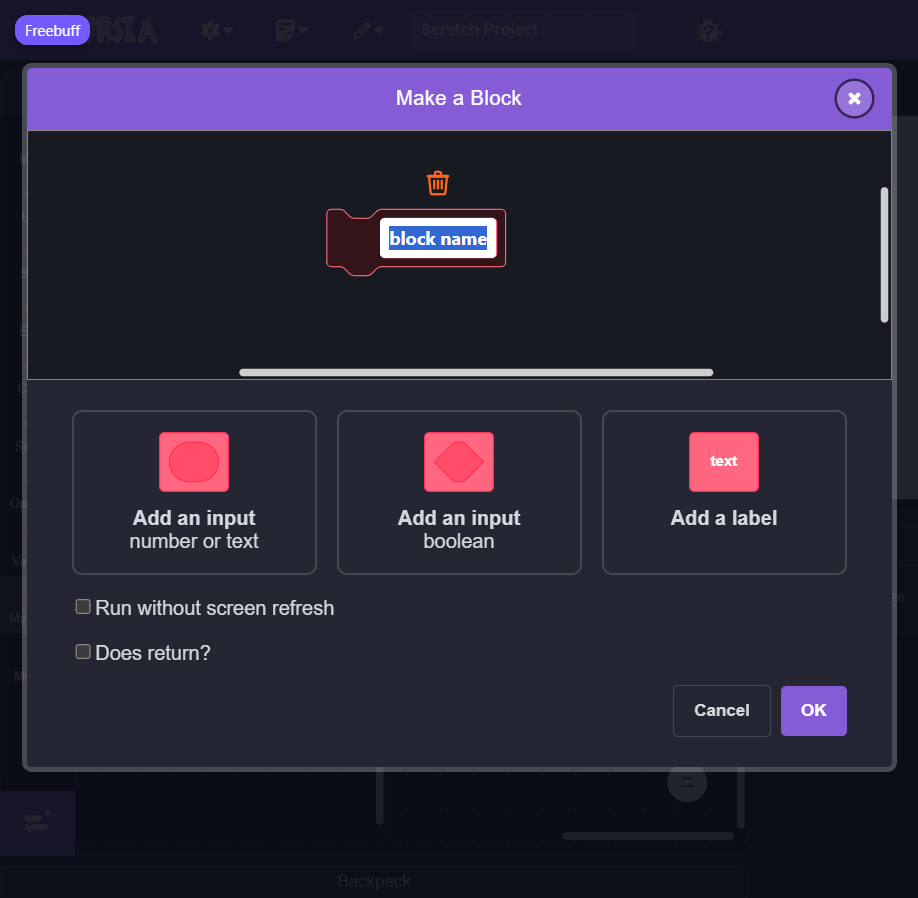 Freebuff
Scratch Project
Make a Block
block name
text
Add an input
number or text
Add an input
boolean
Add a label
Run without screen refresh
Does return?
Cancel
OK
Backpack